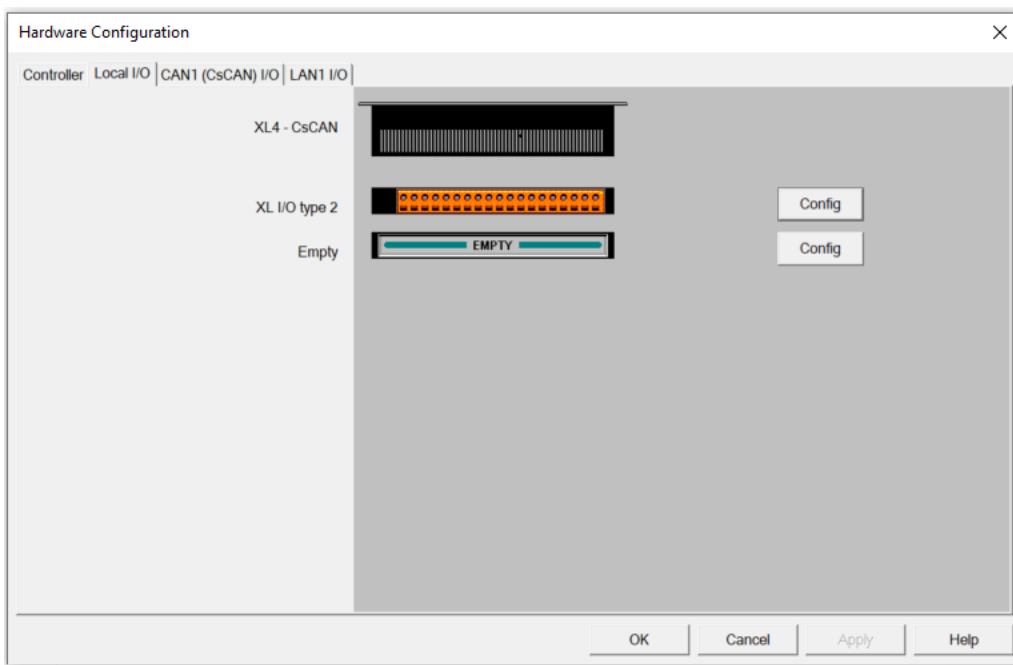 Hardware Configuration
Controller Local I/O CAN1 (CsCAN) I/O LAN1 I/O
XL4 - CsCAN
XL I/O type 2 Config
Empty EMPTY Config
OK Cancel Apply Help